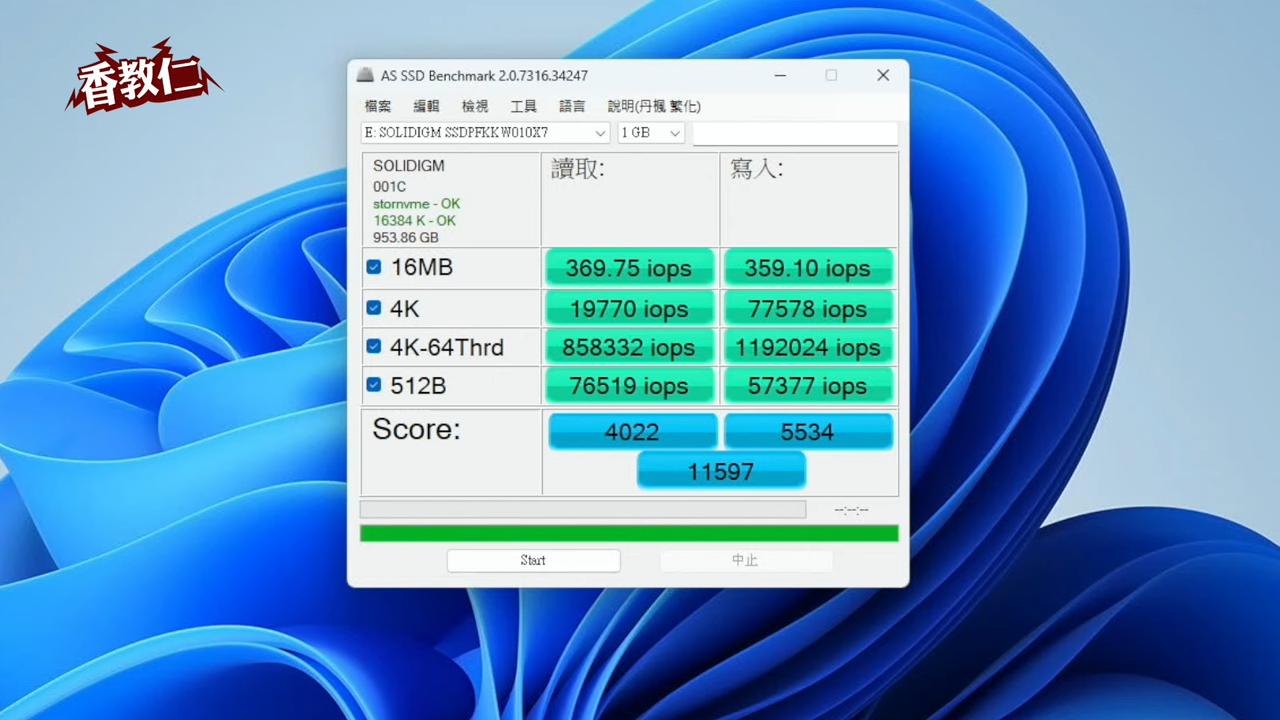 香教仁
AS SSD Benchmark 2.0.7316.34247
檔案 編輯 檢視 工具 語言 說明(丹楓 繁化)
E: SOLIDIGM SSDPFKKW010X7 1 GB
SOLIDIGM 讀取: 寫入:
001C
stornvme - OK
16384 K - OK
953.86 GB
16MB 369.75 iops 359.10 iops
4K 19770 iops 77578 iops
4K-64Thrd 858332 iops 1192024 iops
512B 76519 iops 57377 iops
Score: 4022 5534
11597
--:--:--
Start 中止